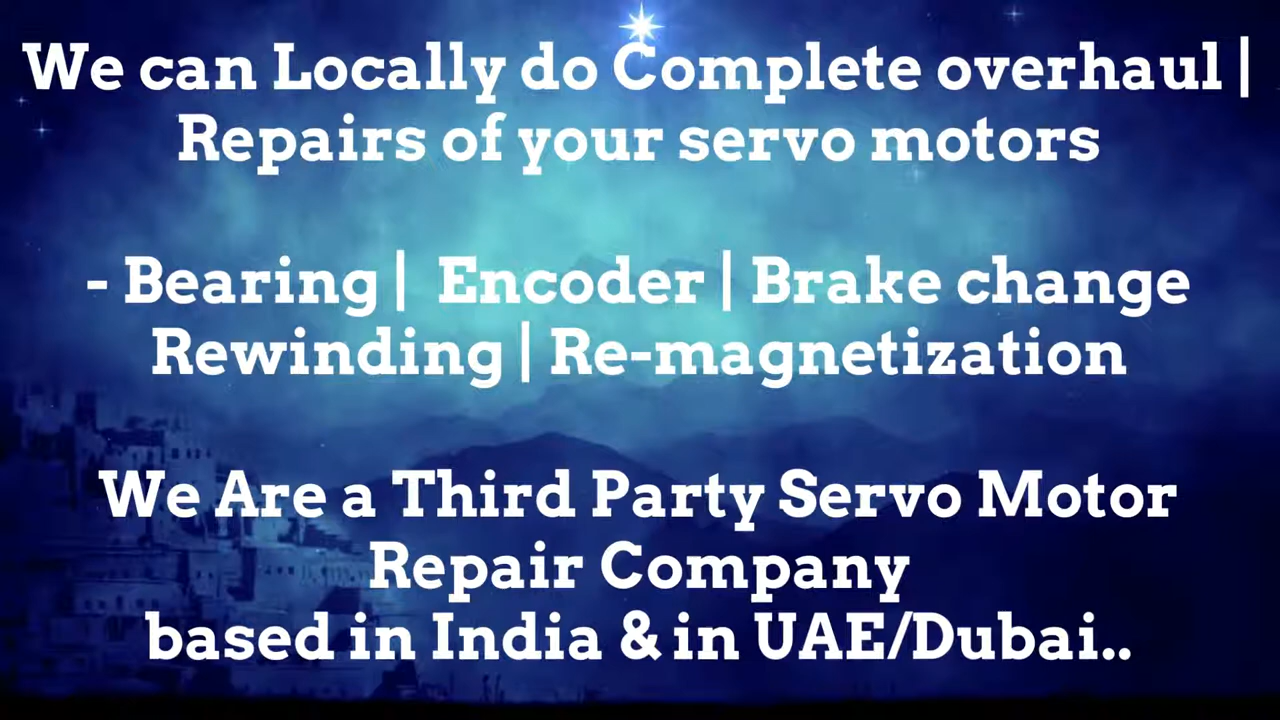 We can Locally do Complete overhaul |
Repairs of your servo motors
- Bearing | Encoder | Brake change
Rewinding | Re-magnetization
We Are a Third Party Servo Motor
Repair Company
based in India & in UAE/Dubai..